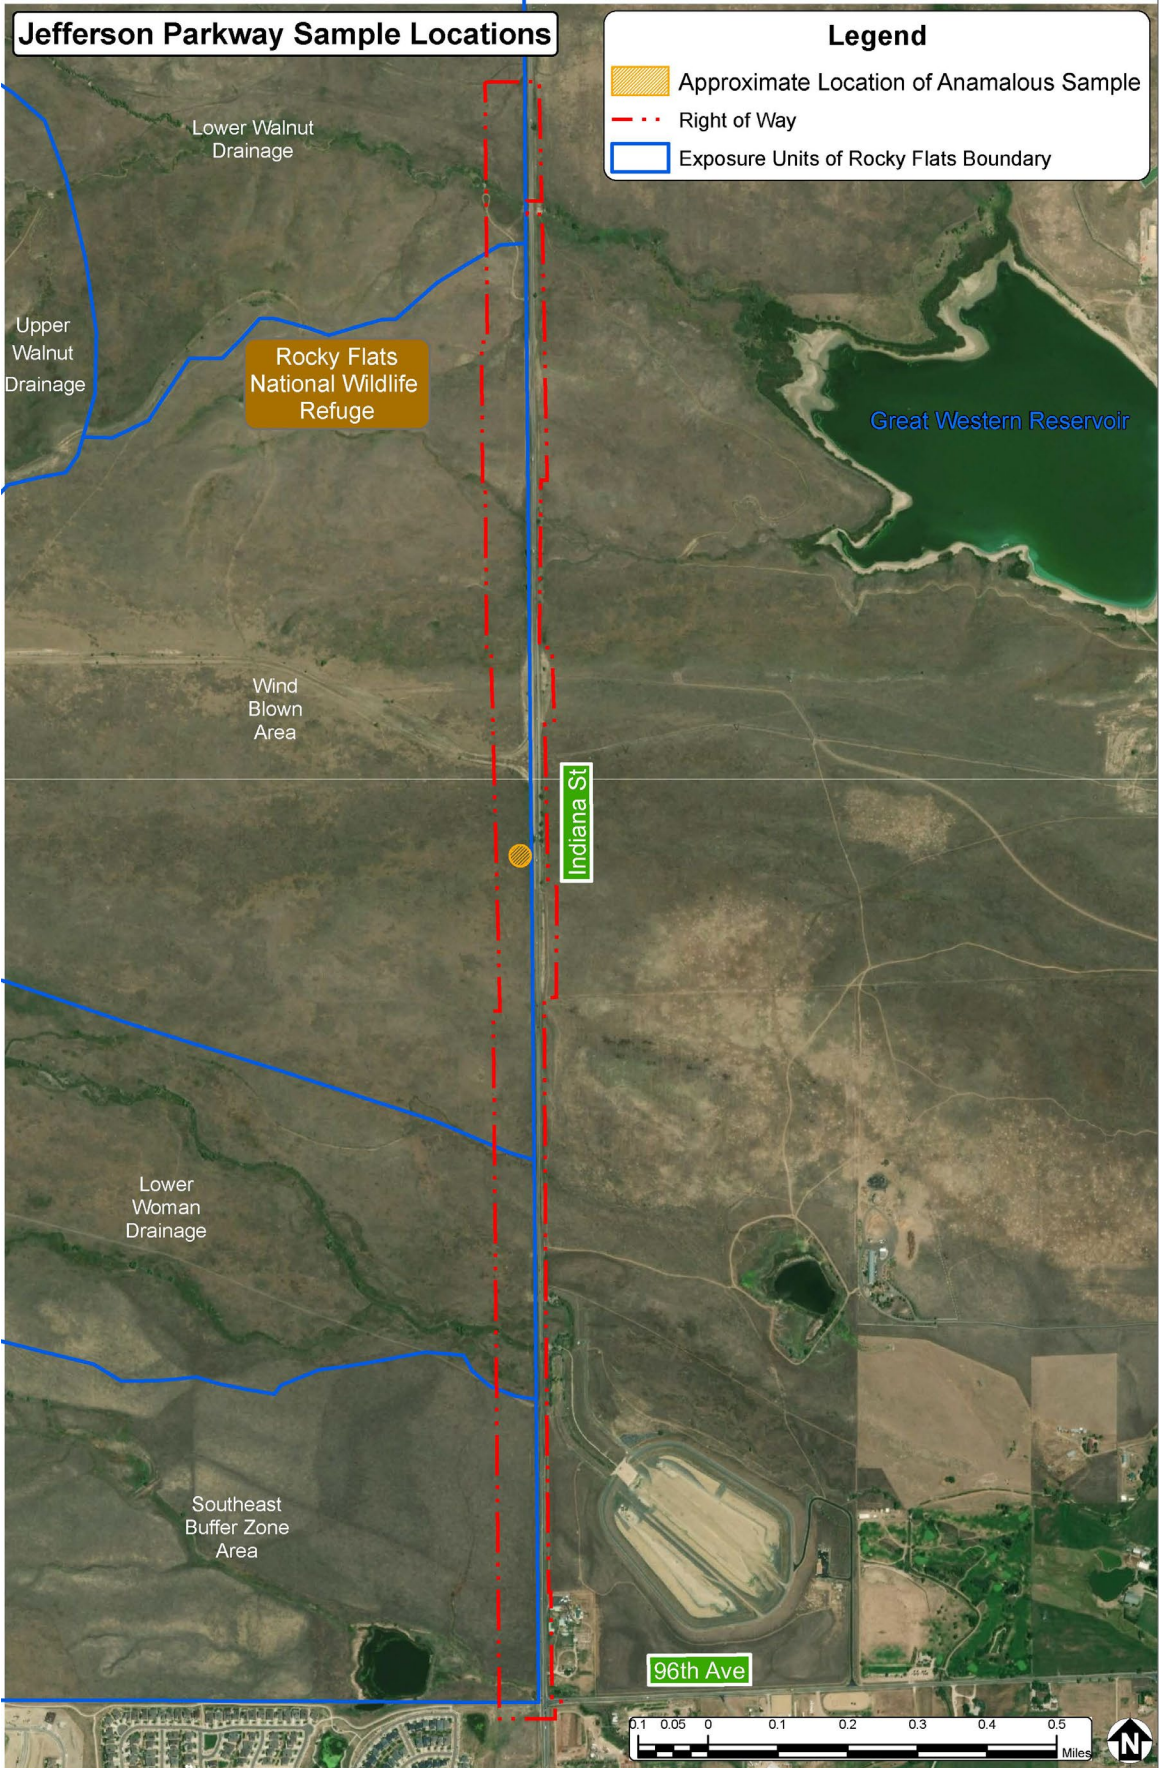 Jefferson Parkway Sample Locations
Legend
Approximate Location of Anamalous Sample
Right of Way
Exposure Units of Rocky Flats Boundary
Lower Walnut
Drainage
Upper
Walnut
Drainage
Rocky Flats
National Wildlife
Refuge
Great Western Reservoir
Wind
Blown
Area
Indiana St
Lower
Woman
Drainage
Southeast
Buffer Zone
Area
96th Ave
0.1 0.05 0 0.1 0.2 0.3 0.4 0.5
Miles
N